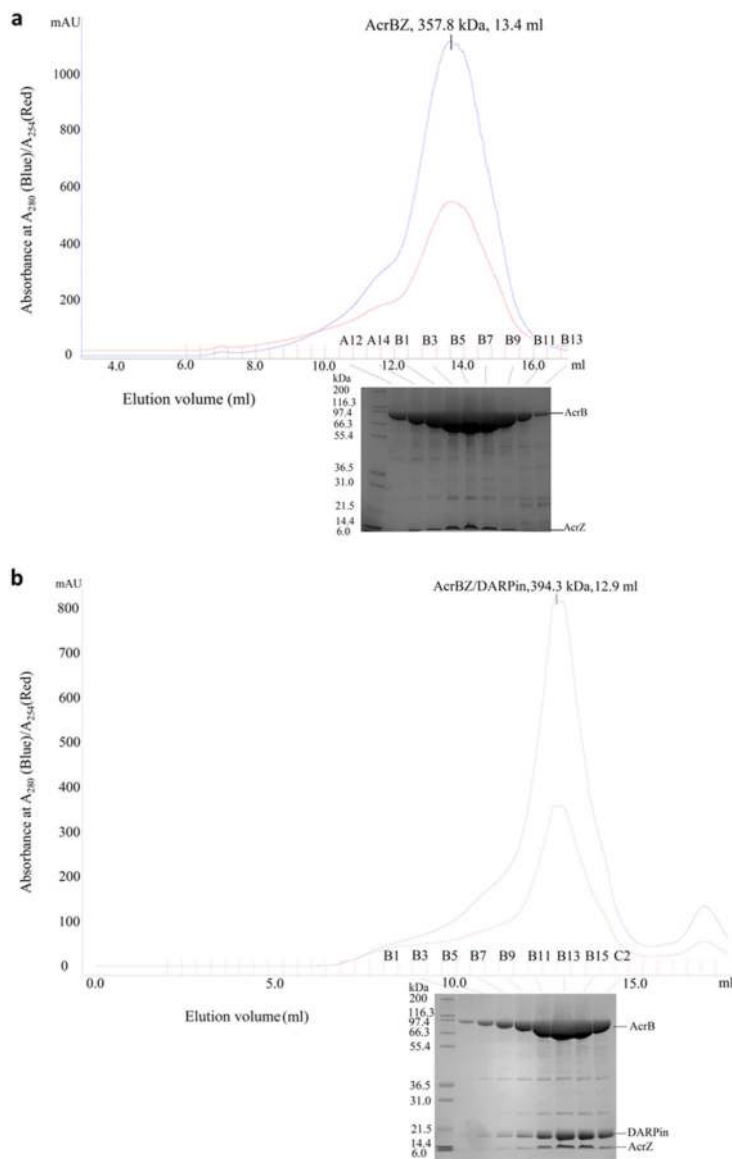 a
mAU
AcrBZ, 357.8 kDa, 13.4 ml
1000
800
600
400
200
0
Absorbance at A280 (Blue)/A254(Red)
A12 A14 B1 B3 B5 B7 B9 B11 B13
4.0 6.0 8.0 10.0 12.0 14.0 16.0 ml
Elution volume (ml)
kDa
200
116.3
97.4
66.3
55.4
36.5
31.0
21.5
14.4
6.0
AcrB
AcrZ
b
mAU
AcrBZ/DARPin,394.3 kDa,12.9 ml
800
700
600
500
400
300
200
100
0
Absorbance at A280 (Blue)/A254(Red)
B1 B3 B5 B7 B9 B11 B13 B15 C2
0.0 5.0 10.0 15.0 ml
Elution volume(ml)
kDa
200
116.3
97.4
66.3
55.4
36.5
31.0
21.5
14.4
6.0
AcrB
DARPin
AcrZ